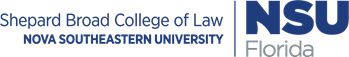 Shepard Broad College of Law
NOVA SOUTHEASTERN UNIVERSITY
NSU
Florida